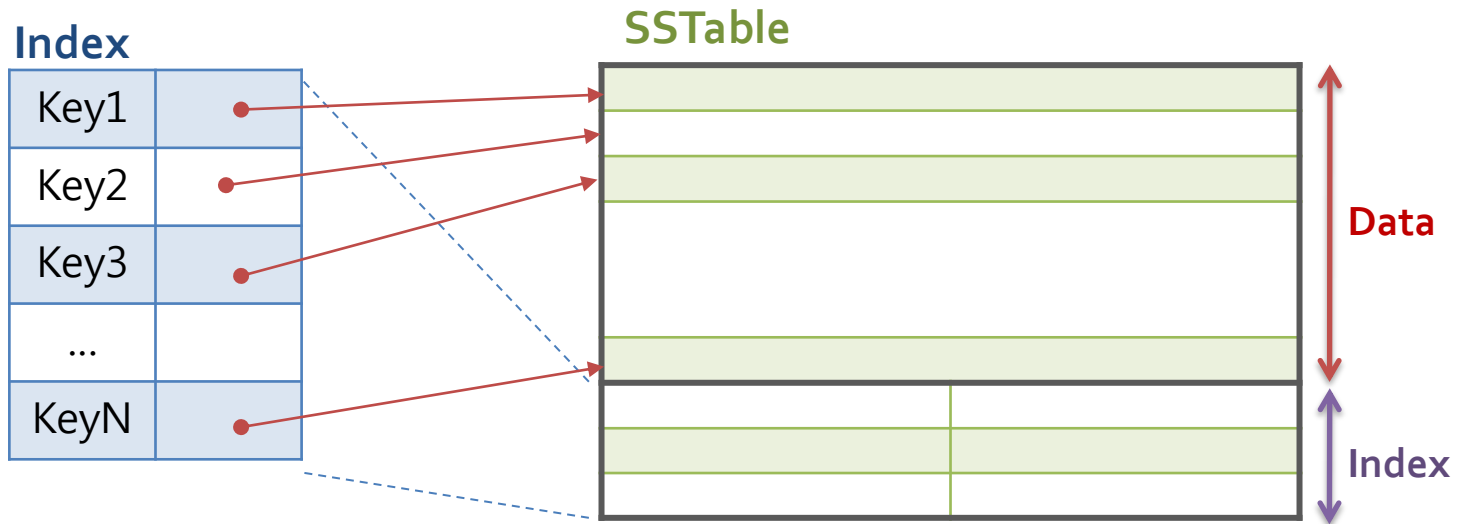 Index
SSTable
Key1
Key2
Key3
...
KeyN
Data
Index